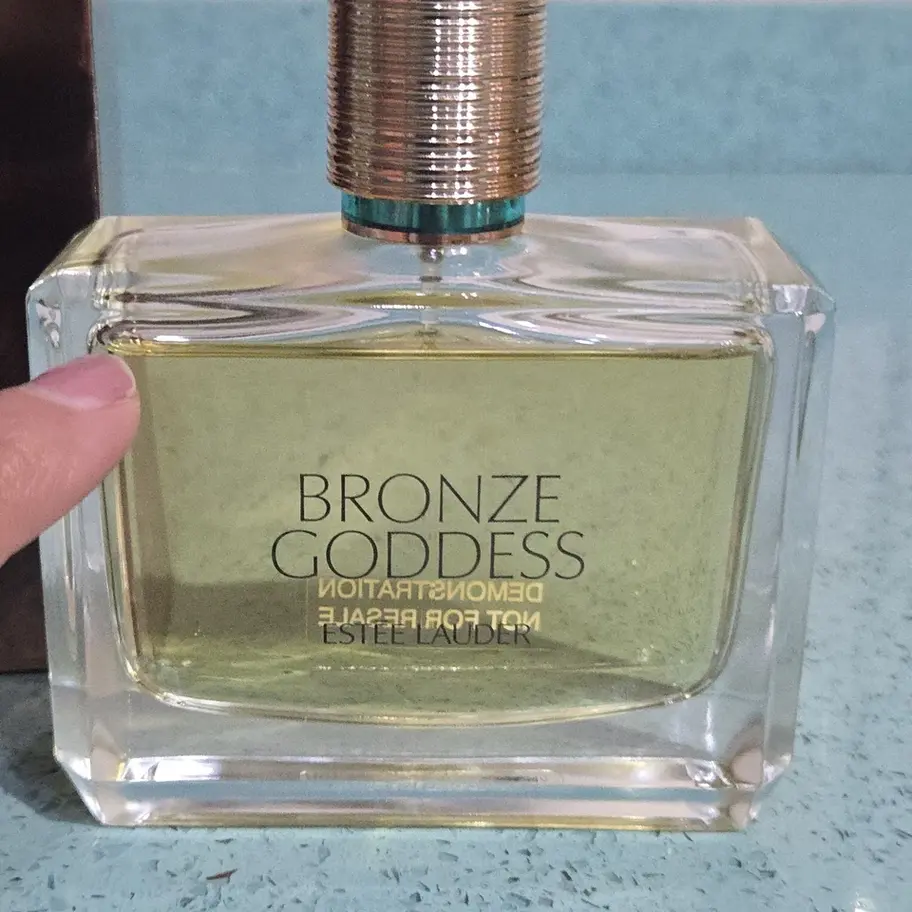 BRONZE
GODDESS
DEMONSTRATION
NOT FOR RESALE
ESTEE LAUDER